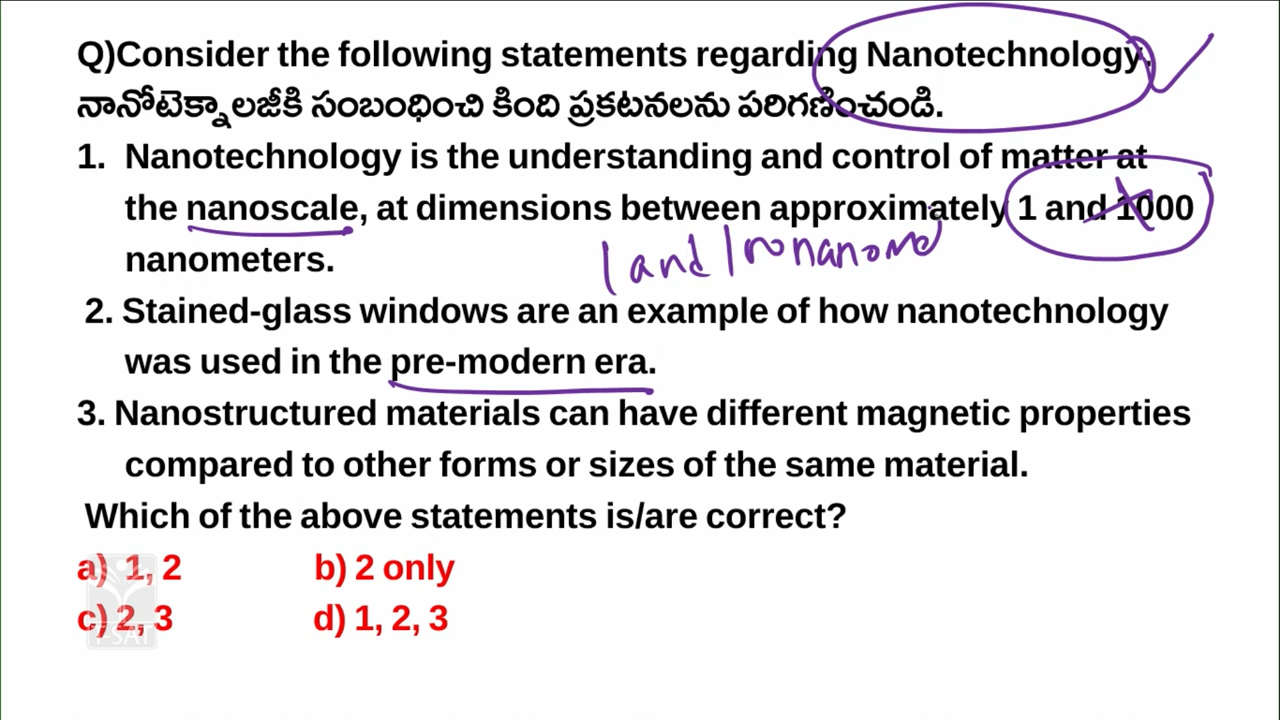 Q)Consider the following statements regarding Nanotechnology.
నానోటెక్నాలజీకి సంబంధించి కింది ప్రకటనలను పరిగణించండి.
1. Nanotechnology is the understanding and control of matter at
the nanoscale, at dimensions between approximately 1 and 1000
1 and 100 nanome
nanometers.
2. Stained-glass windows are an example of how nanotechnology
was used in the pre-modern era.
3. Nanostructured materials can have different magnetic properties
compared to other forms or sizes of the same material.
Which of the above statements is/are correct?
a) 1, 2 b) 2 only
c) 2, 3 d) 1, 2, 3
T-SAT